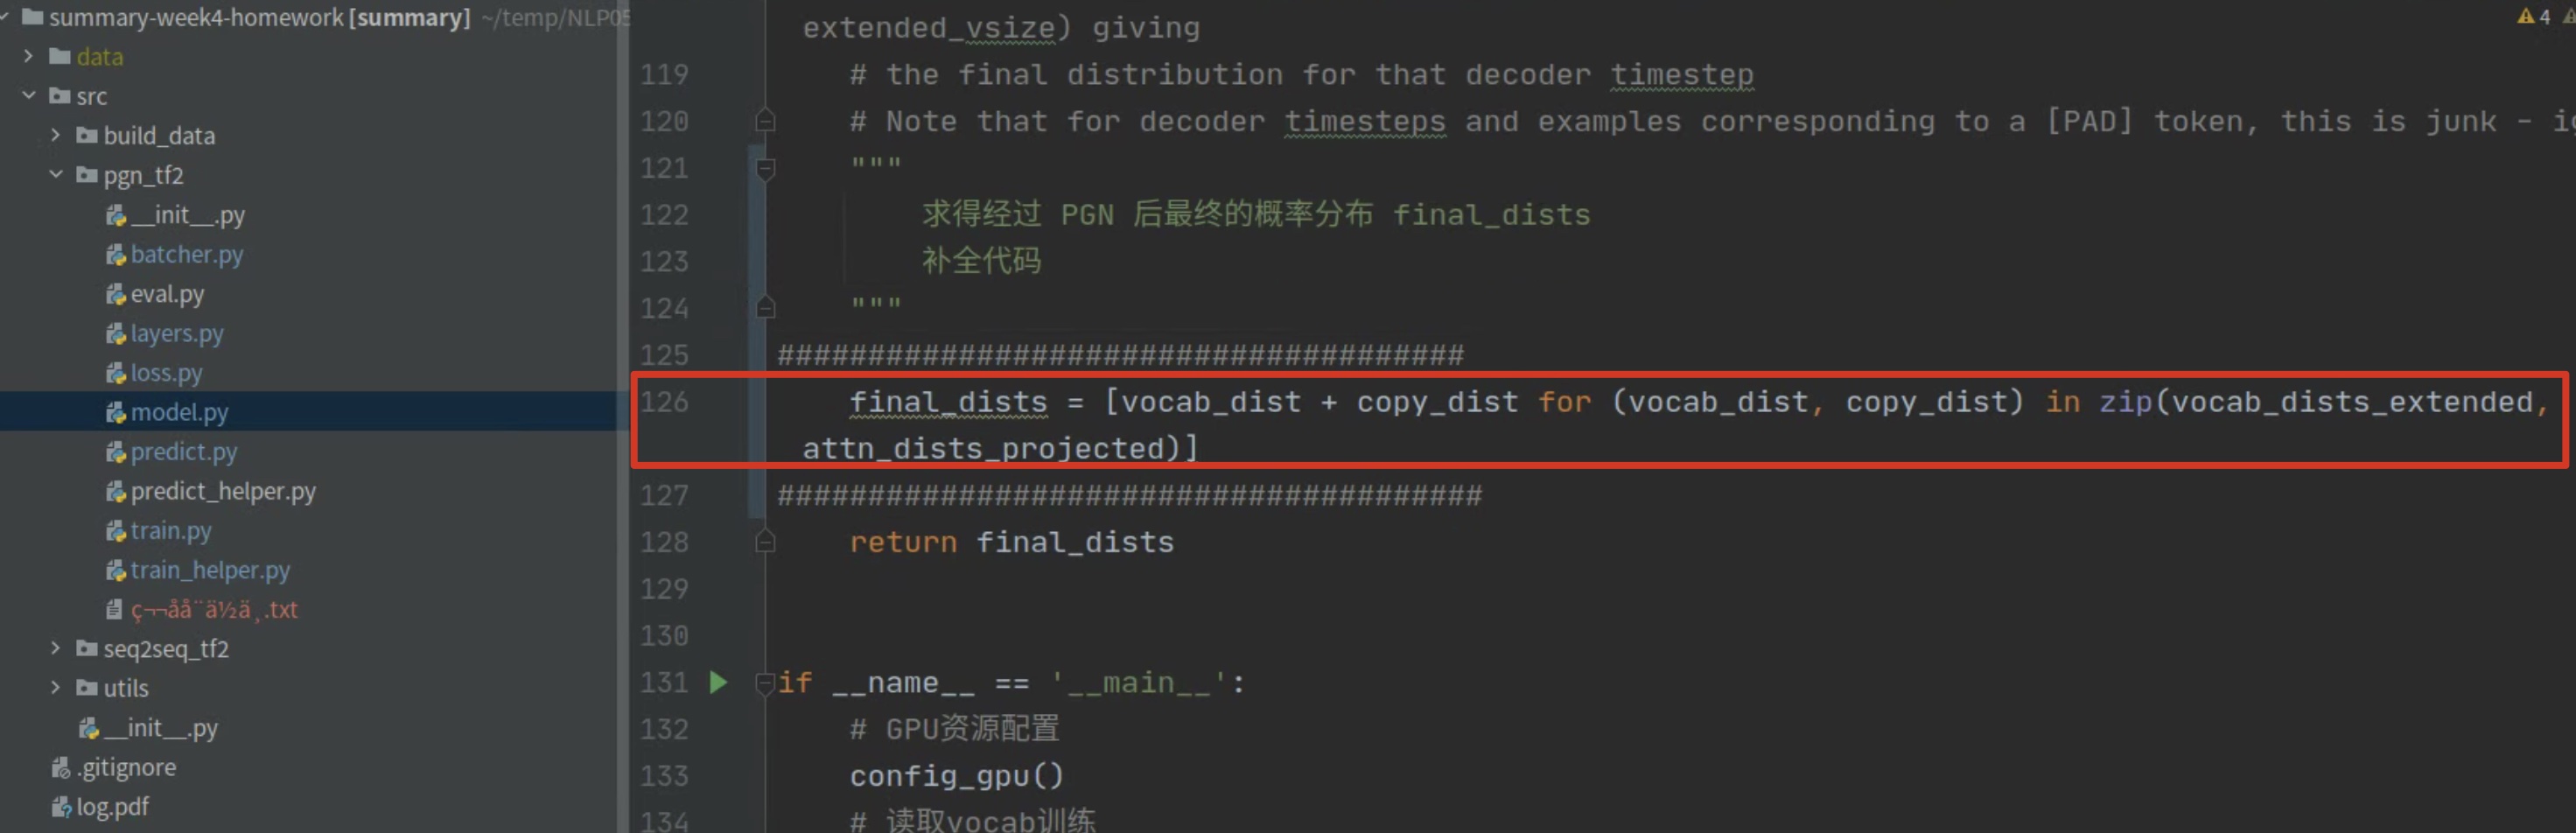 summary-week4-homework [summary] ~/temp/NLP05
data
src
build_data
pgn_tf2
__init__.py
batcher.py
eval.py
layers.py
loss.py
model.py
predict.py
predict_helper.py
train.py
train_helper.py
ç¬¬åå¨ä½ä¸.txt
seq2seq_tf2
utils
__init__.py
.gitignore
log.pdf
4
extended_vsize) giving
119 # the final distribution for that decoder timestep
120 # Note that for decoder timesteps and examples corresponding to a [PAD] token, this is junk -
121 """
122 求得经过 PGN 后最终的概率分布 final_dists
123 补全代码
124 """
125 ######################################
126 final_dists = [vocab_dist + copy_dist for (vocab_dist, copy_dist) in zip(vocab_dists_extended,
attn_dists_projected)]
127 #######################################
128 return final_dists
129
130
131 if __name__ == '__main__':
132 # GPU资源配置
133 config_gpu()
134 # 读取vocab训练